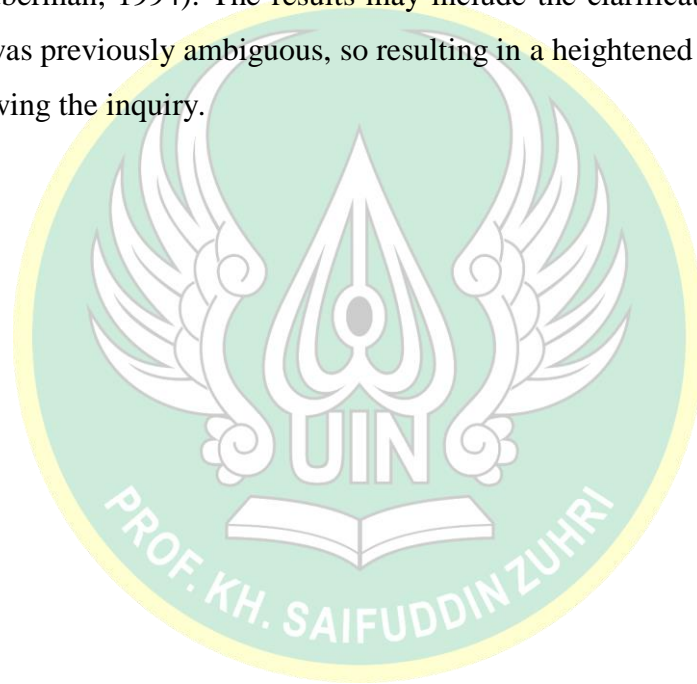 berman, 1994). The results may include the clarificat
was previously ambiguous, so resulting in a heightened
ving the inquiry.
UIN
PROF. KH. SAIFUDDIN ZUHRI